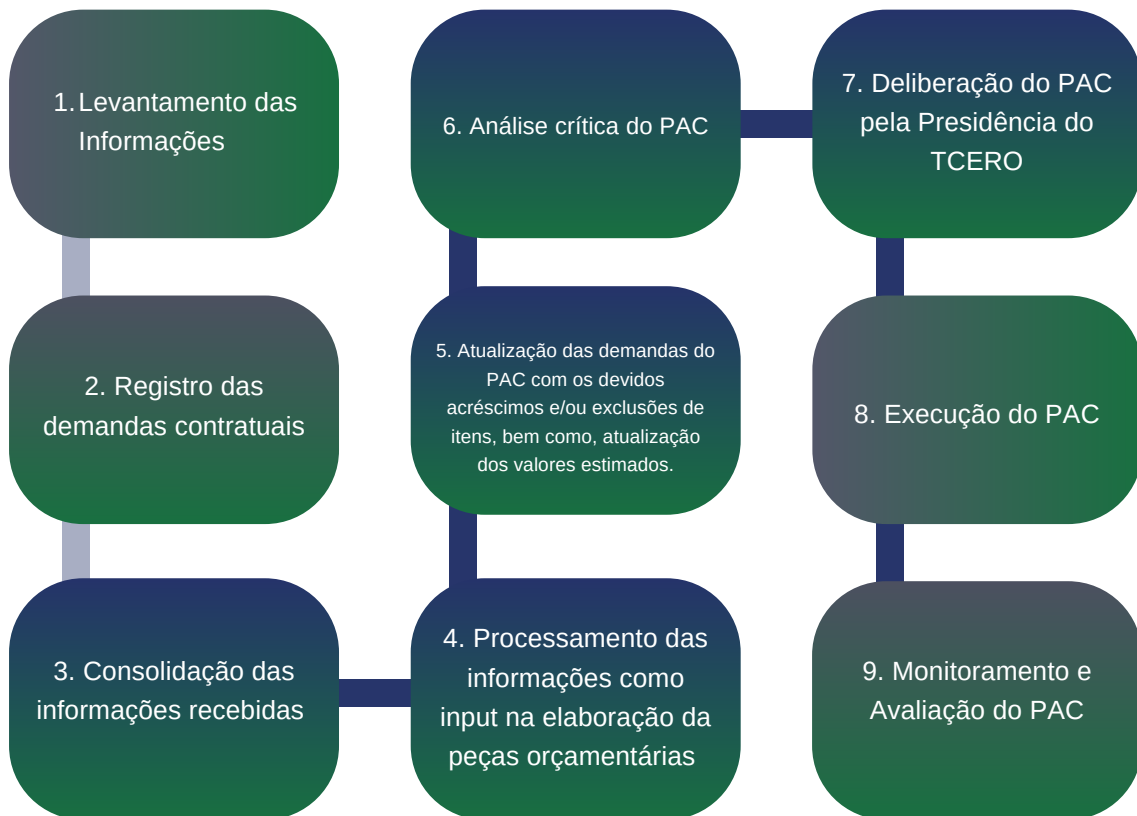 1. Levantamento das
Informações
2. Registro das
demandas contratuais
3. Consolidação das
informações recebidas
4. Processamento das
informações como
input na elaboração da
peças orçamentárias
5. Atualização das demandas do
PAC com os devidos
acréscimos e/ou exclusões de
itens, bem como, atualização
dos valores estimados.
6. Análise crítica do PAC
7. Deliberação do PAC
pela Presidência do
TCERO
8. Execução do PAC
9. Monitoramento e
Avaliação do PAC